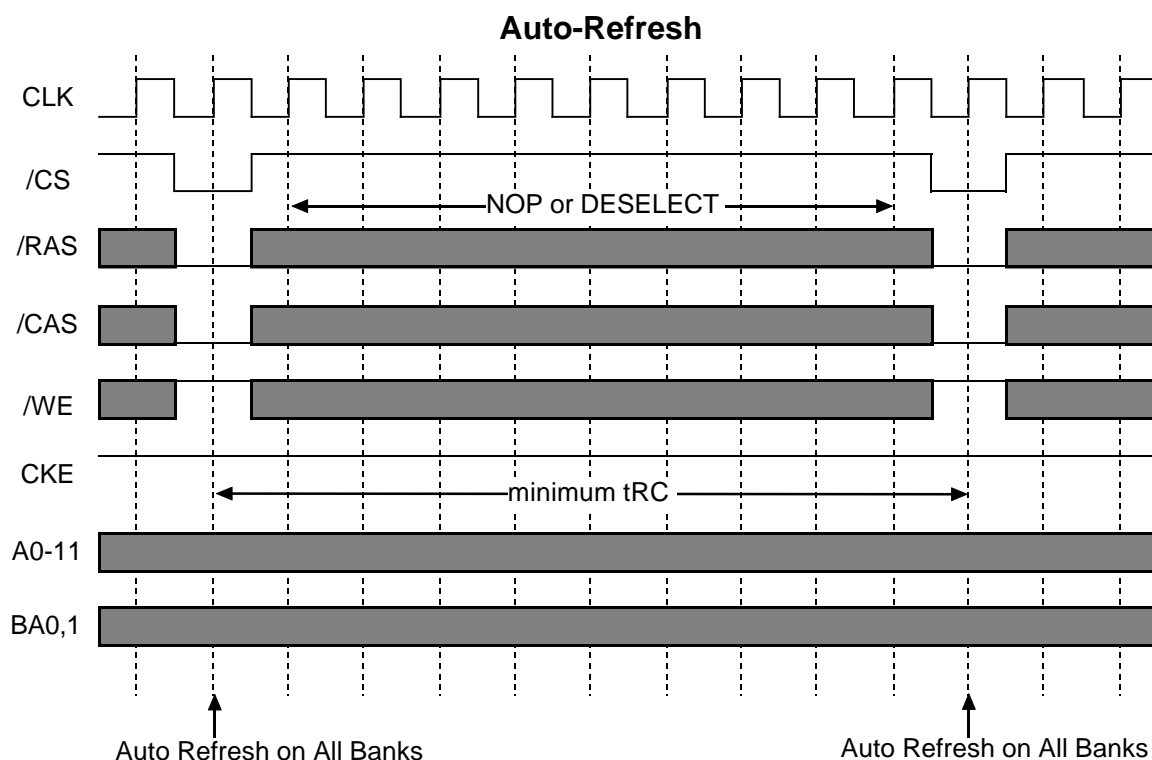 Auto-Refresh
CLK
/CS
NOP or DESELECT
/RAS
/CAS
/WE
CKE
minimum tRC
A0-11
BA0,1
Auto Refresh on All Banks
Auto Refresh on All Banks